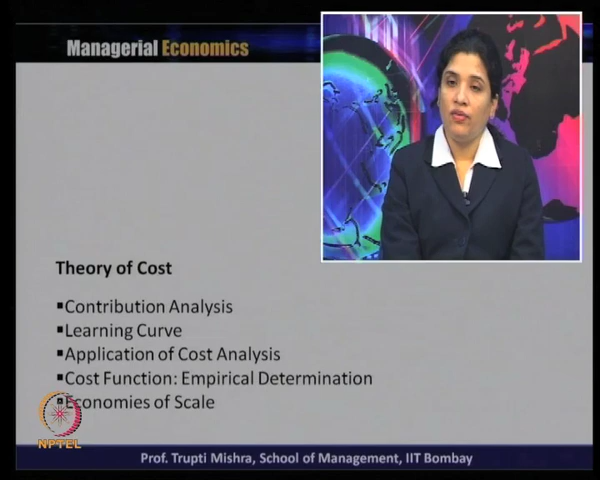 Managerial Economics
Theory of Cost
▪Contribution Analysis
▪Learning Curve
▪Application of Cost Analysis
▪Cost Function: Empirical Determination
▪Economies of Scale
NPTEL
Prof. Trupti Mishra, School of Management, IIT Bombay